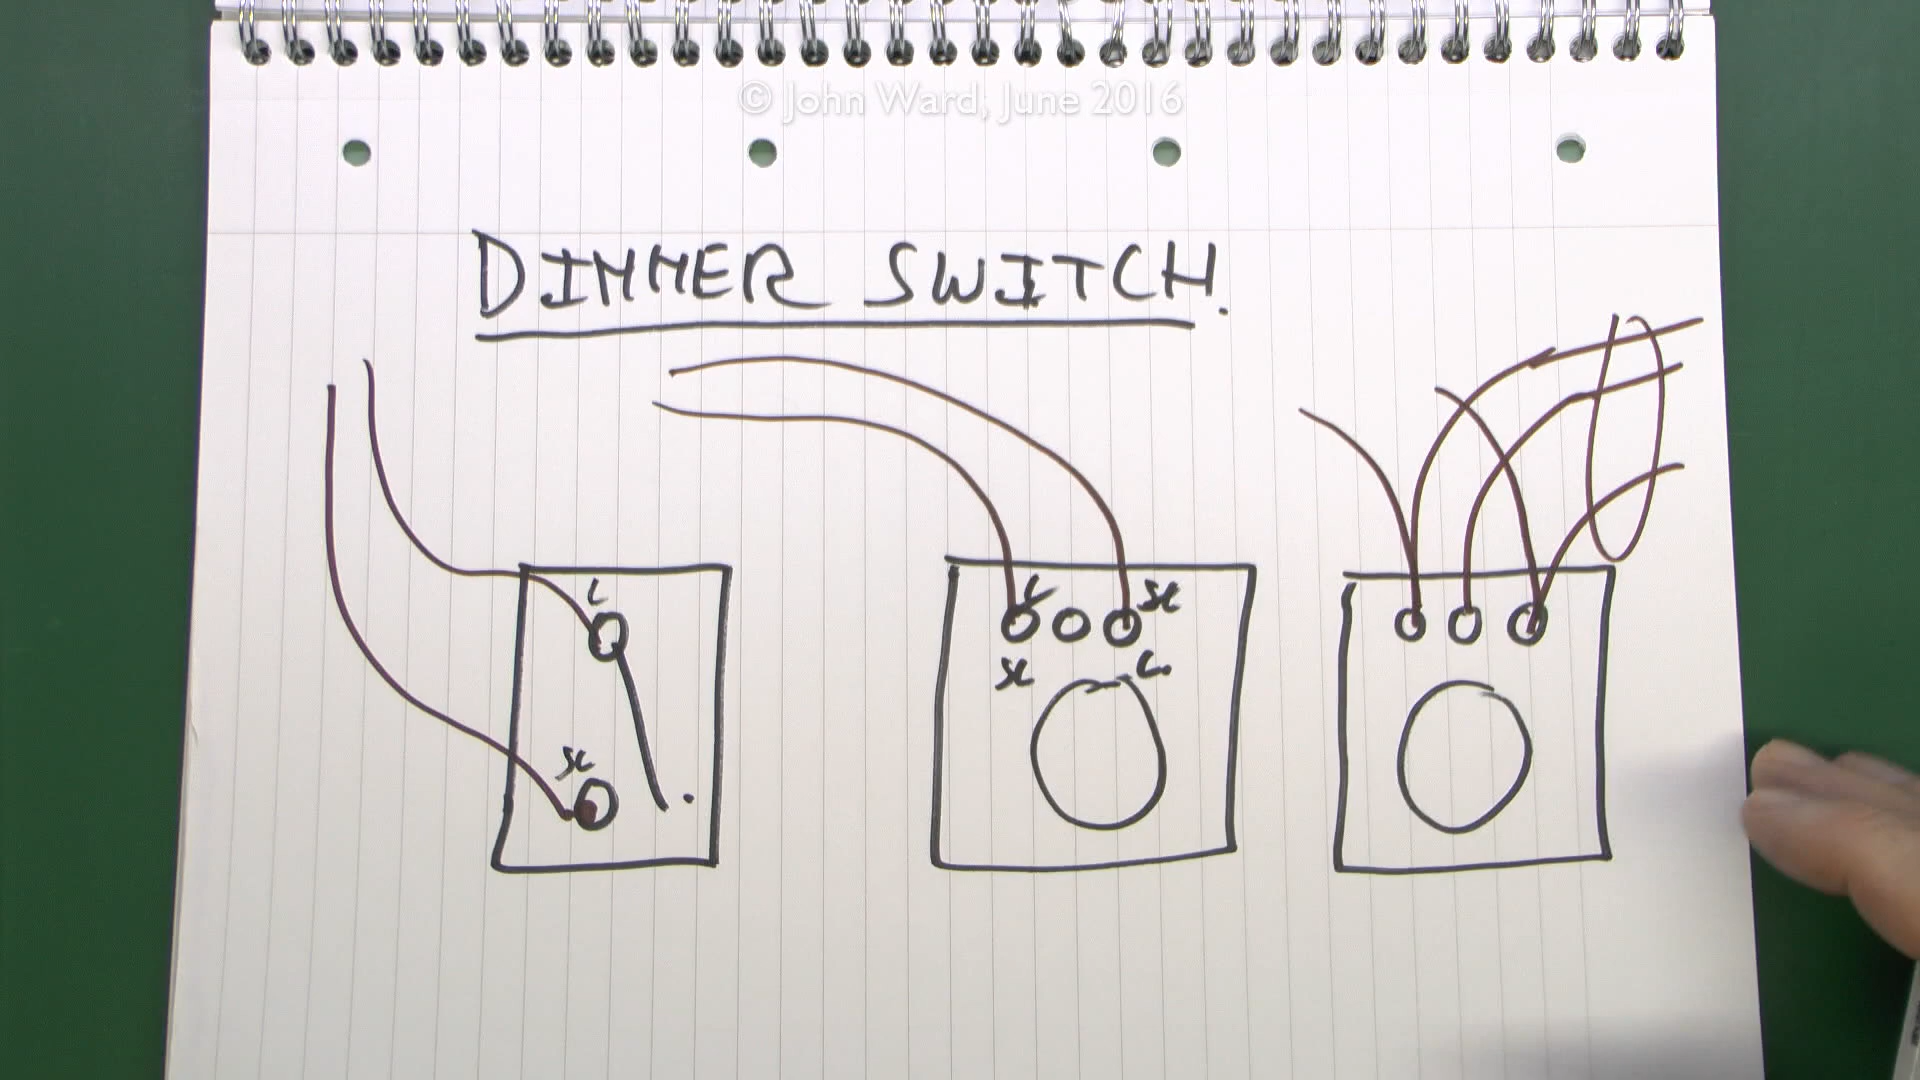 © John Ward, June 2016
DIMMER SWITCH.
L
SL
L SL
SL L.